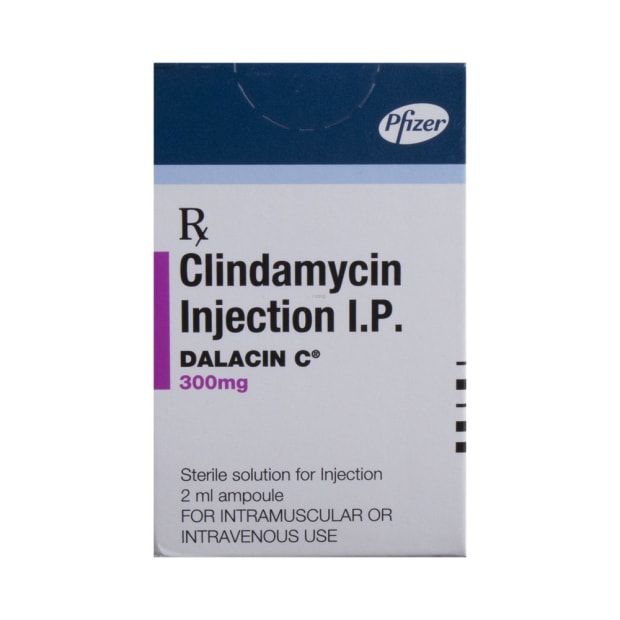 Pfizer
Rx
Clindamycin
Injection I.P.
DALACIN C®
300mg
Sterile solution for Injection
2 ml ampoule
FOR INTRAMUSCULAR OR
INTRAVENOUS USE